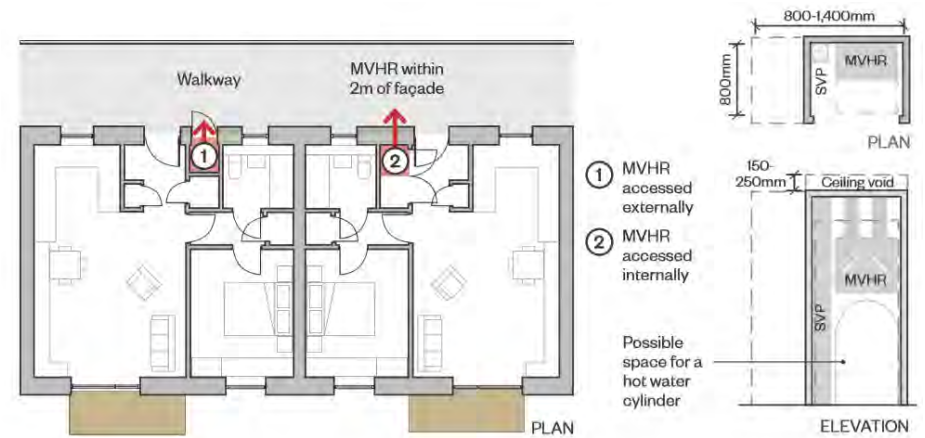 Walkway
MVHR within
2m of façade
1
2
PLAN
1 MVHR
accessed
externally
2 MVHR
accessed
internally
800-1,400mm
800mm
SVP
MVHR
PLAN
150-
250mm
Ceiling void
MVHR
SVP
Possible
space for a
hot water
cylinder
ELEVATION